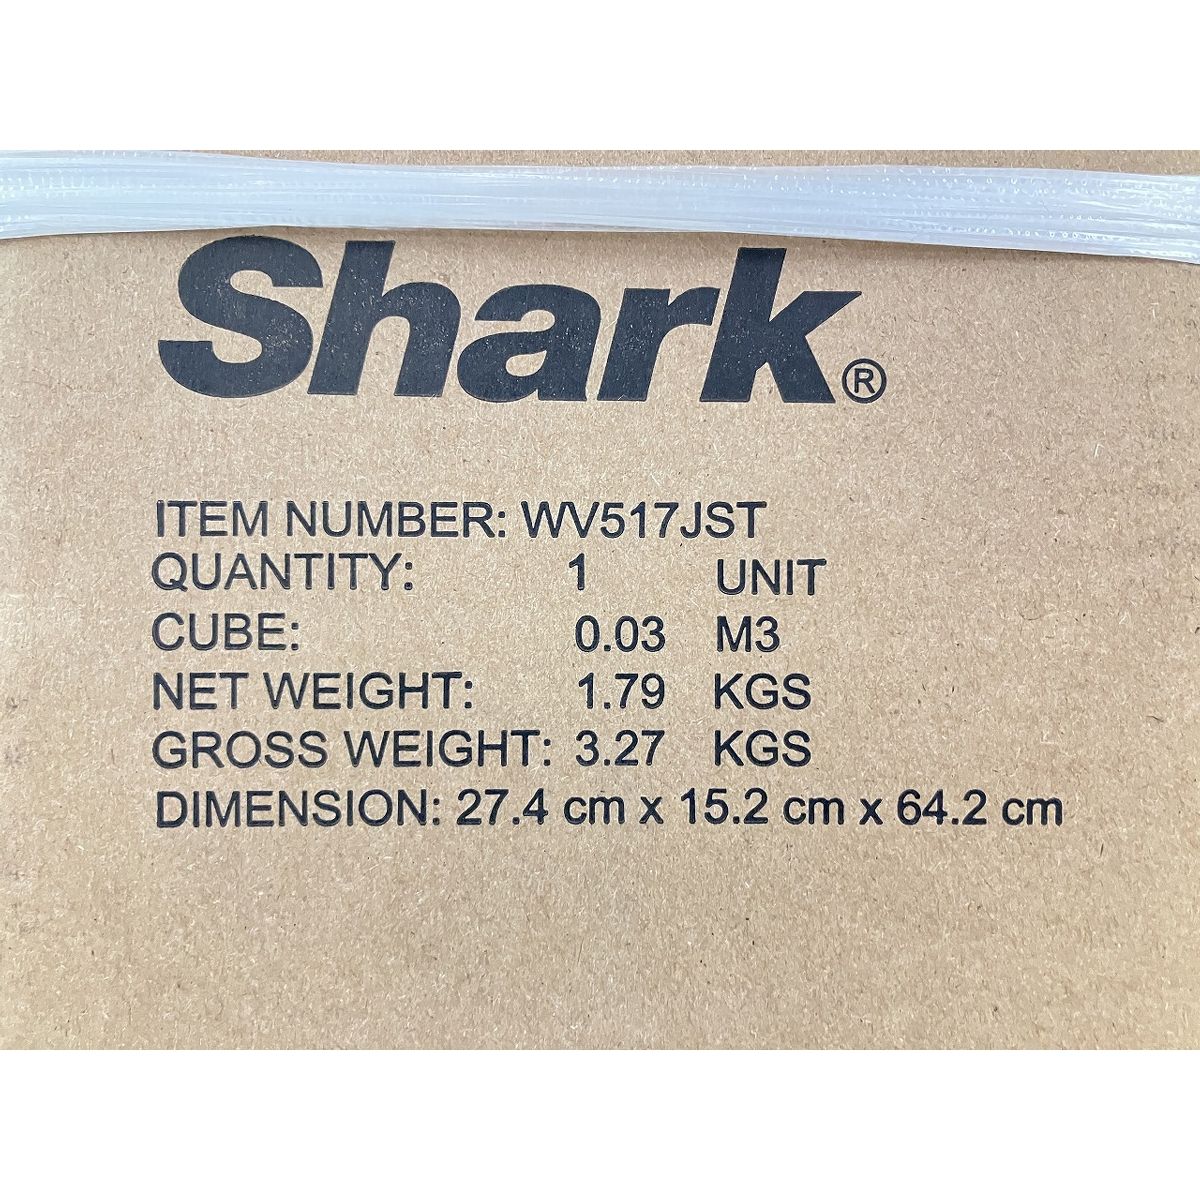 Shark®
ITEM NUMBER: WV517JST
QUANTITY: 1 UNIT
CUBE: 0.03 M3
NET WEIGHT: 1.79 KGS
GROSS WEIGHT: 3.27 KGS
DIMENSION: 27.4 cm x 15.2 cm x 64.2 cm